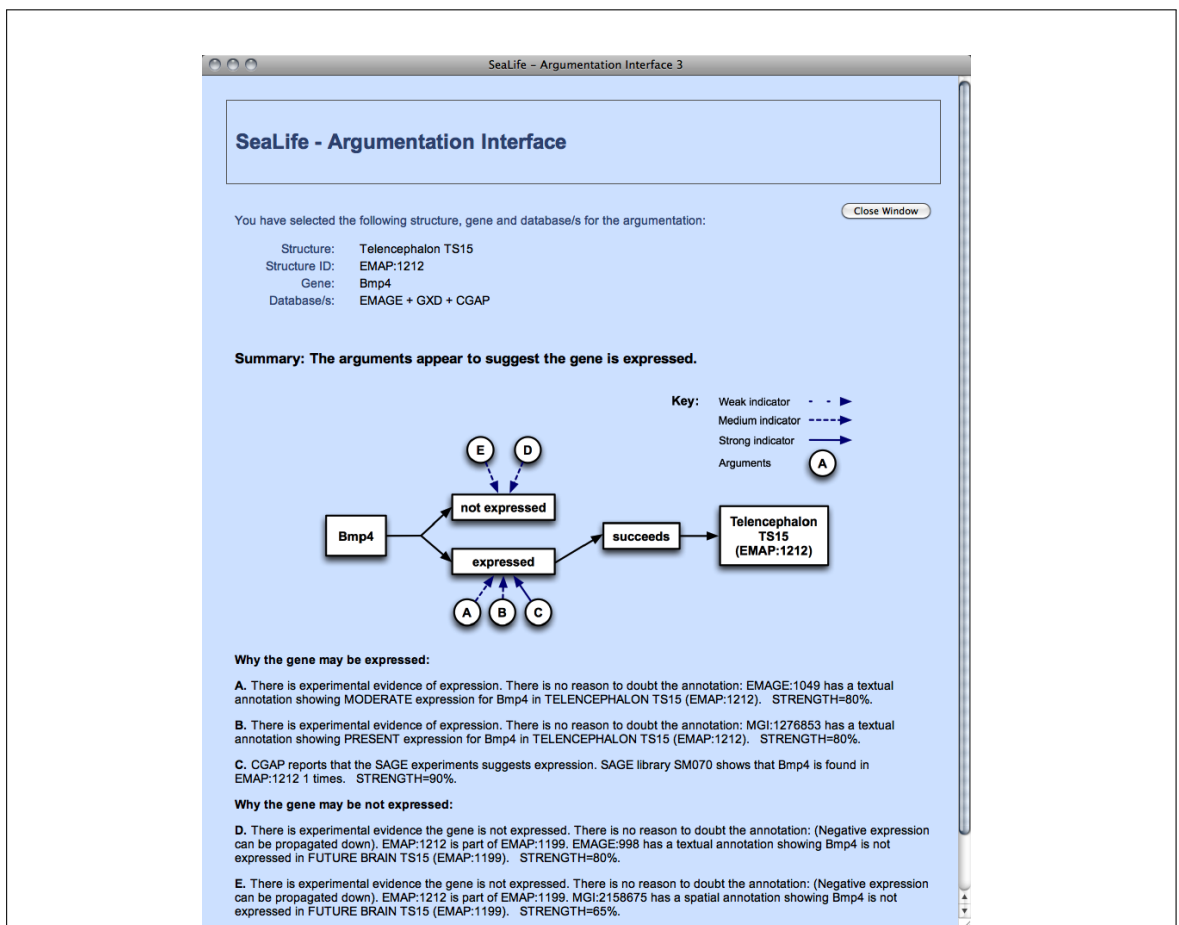 SeaLife – Argumentation Interface 3
SeaLife - Argumentation Interface
Close Window
You have selected the following structure, gene and database/s for the argumentation:
Structure: Telencephalon TS15
Structure ID: EMAP:1212
Gene: Bmp4
Database/s: EMAGE + GXD + CGAP
Summary: The arguments appear to suggest the gene is expressed.
Key: Weak indicator
Medium indicator
Strong indicator
Arguments A
E D
not expressed
Bmp4
expressed
succeeds
Telencephalon
TS15
(EMAP:1212)
A B C
Why the gene may be expressed:
A. There is experimental evidence of expression. There is no reason to doubt the annotation: EMAGE:1049 has a textual
annotation showing MODERATE expression for Bmp4 in TELENCEPHALON TS15 (EMAP:1212). STRENGTH=80%.
B. There is experimental evidence of expression. There is no reason to doubt the annotation: MGI:1276853 has a textual
annotation showing PRESENT expression for Bmp4 in TELENCEPHALON TS15 (EMAP:1212). STRENGTH=80%.
C. CGAP reports that the SAGE experiments suggests expression. SAGE library SM070 shows that Bmp4 is found in
EMAP:1212 1 times. STRENGTH=90%.
Why the gene may be not expressed:
D. There is experimental evidence the gene is not expressed. There is no reason to doubt the annotation: (Negative expression
can be propagated down). EMAP:1212 is part of EMAP:1199. EMAGE:998 has a textual annotation showing Bmp4 is not
expressed in FUTURE BRAIN TS15 (EMAP:1199). STRENGTH=80%.
E. There is experimental evidence the gene is not expressed. There is no reason to doubt the annotation: (Negative expression
can be propagated down). EMAP:1212 is part of EMAP:1199. MGI:2158675 has a spatial annotation showing Bmp4 is not
expressed in FUTURE BRAIN TS15 (EMAP:1199). STRENGTH=65%.